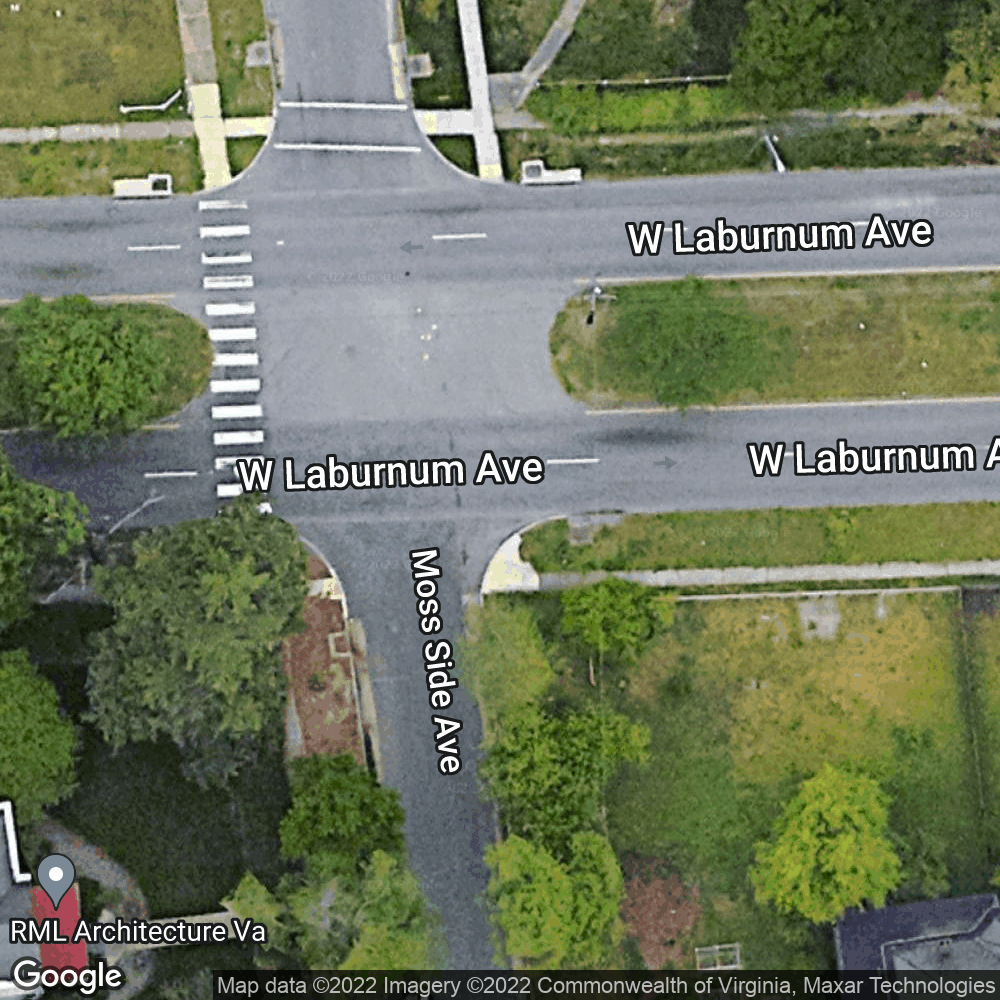 W Laburnum Ave
W Laburnum A
W Laburnum Ave
Moss Side Ave
RML Architecture Va
Google
Map data ©2022 Imagery ©2022 Commonwealth of Virginia, Maxar Technologies